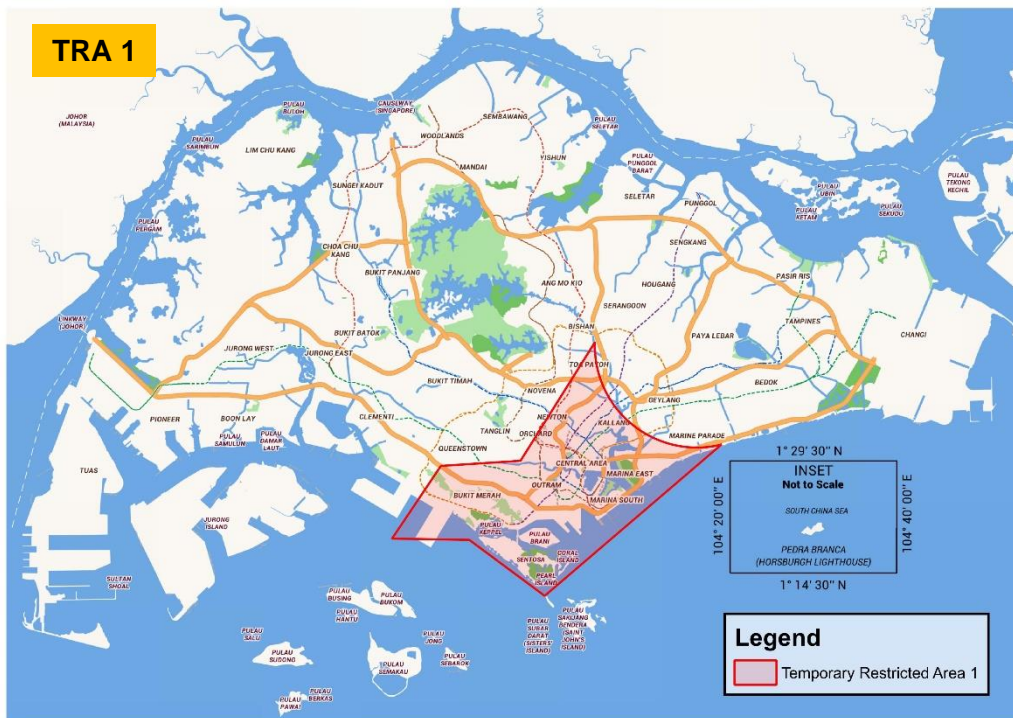 TRA 1
JOHOR
(MALAYSIA)
PULAU
SARIMBUN
LIM CHU KANG
PULAU
BULOH
CAUSEWAY
(SINGAPORE)
WOODLANDS
SEMBAWANG
MANDAI
YISHUN
PULAU
SELETAR
PULAU
PUNGGOL
BARAT
SELETAR
PUNGGOL
PULAU
UBIN
PULAU
KETAM
PULAU
SEKUDU
PULAU
TEKONG
KECHIL
SUNGEI KADUT
PULAU
PERGAM
CHOA CHU
KANG
BUKIT PANJANG
SENGKANG
HOUGANG
ANG MO KIO
SERANGOON
PASIR RIS
TAMPINES
CHANGI
LINKWAY
(JOHOR)
BUKIT BATOK
JURONG WEST
JURONG EAST
BISHAN
PAYA LEBAR
TOA PAYOH
BUKIT TIMAH
NOVENA
BEDOK
GEYLANG
PIONEER
BOON LAY
CLEMENTI
TANGLIN
NEWTON
ORCHARD
KALLANG
MARINE PARADE
PULAU
SAMULUN
PULAU
DAMAR
LAUT
QUEENSTOWN
CENTRAL AREA
MARINA EAST
TUAS
OUTRAM
BUKIT MERAH
MARINA SOUTH
JURONG
ISLAND
PULAU
KEPPEL
PULAU
BRANI
SENTOSA
CORAL
ISLAND
PEARL
ISLAND
SULTAN
SHOAL
PULAU
BUSING
PULAU
BUKOM
PULAU
HANTU
PULAU
SALU
PULAU
SUDONG
PULAU
JONG
PULAU
SEBAROK
PULAU
SEMAKAU
PULAU
SUBAR
DARAT
(SISTERS'
ISLAND)
PULAU
SAKIJANG
BENDERA
(SAINT
JOHN'S
ISLAND)
PULAU
BERKAS
PULAU
PAWAI
1° 29' 30'' N
104° 20' 00'' E
INSET
Not to Scale
SOUTH CHINA SEA
PEDRA BRANCA
(HORSBURGH LIGHTHOUSE)
104° 40' 00'' E
1° 14' 30'' N
Legend
Temporary Restricted Area 1